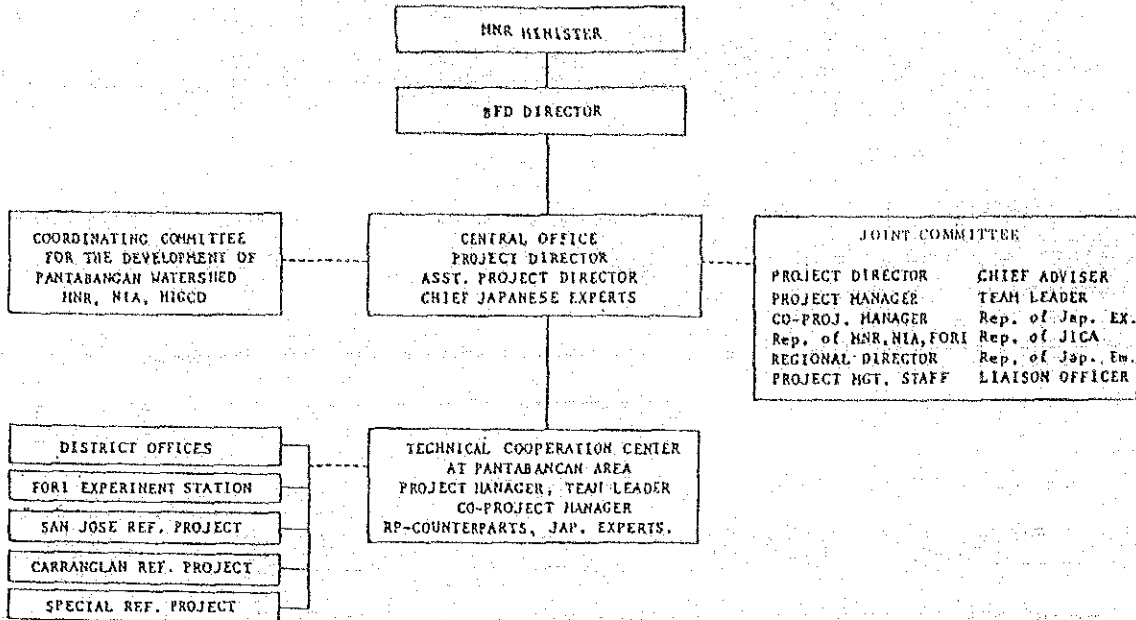 MNR MINISTER
BFD DIRECTOR
COORDINATING COMMITTEE
FOR THE DEVELOPMENT OF
PANTABANGAN WATERSHED
MNR, NIA, HIGCD
CENTRAL OFFICE
PROJECT DIRECTOR
ASST. PROJECT DIRECTOR
CHIEF JAPANESE EXPERTS
JOINT COMMITTEE
PROJECT DIRECTOR CHIEF ADVISER
PROJECT MANAGER TEAM LEADER
CO-PROJ. MANAGER Rep. of Jap. EX.
Rep. of MNR,NIA,FORI Rep. of JICA
REGIONAL DIRECTOR Rep. of Jap. Em.
PROJECT MGT. STAFF LIAISON OFFICER
DISTRICT OFFICES
FORI EXPERIMENT STATION
SAN JOSE REF. PROJECT
CARRANGLAN REF. PROJECT
SPECIAL REF. PROJECT
TECHNICAL COOPERATION CENTER
AT PANTABANGAN AREA
PROJECT MANAGER, TEAM LEADER
CO-PROJECT MANAGER
RP-COUNTERPARTS, JAP. EXPERTS.